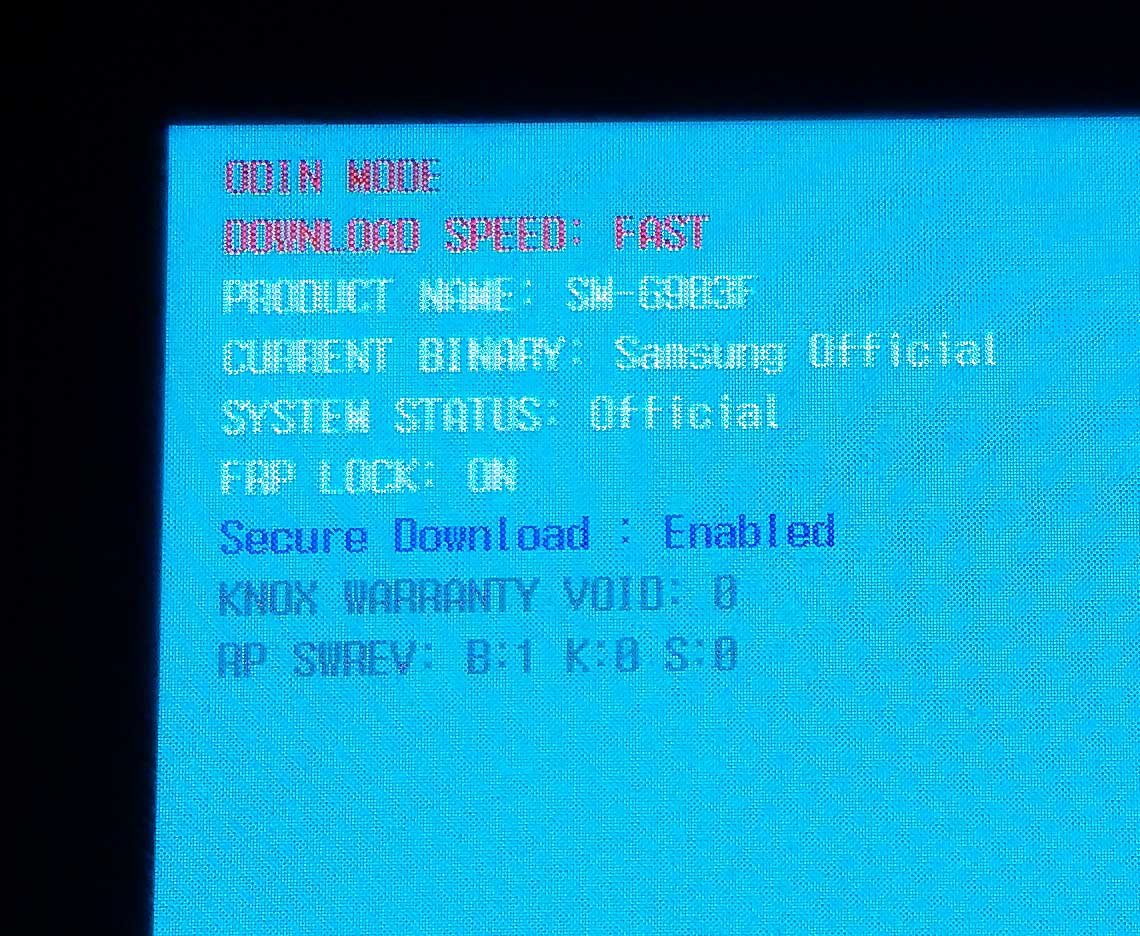 ODIN MODE
DOWNLOAD SPEED: FAST
PRODUCT NAME: SM-G903F
CURRENT BINARY: Samsung Official
SYSTEM STATUS: Official
FAP LOCK: ON
Secure Download : Enabled
KNOX WARRANTY VOID: 0
AP SWREV: B:1 K:0 S:0